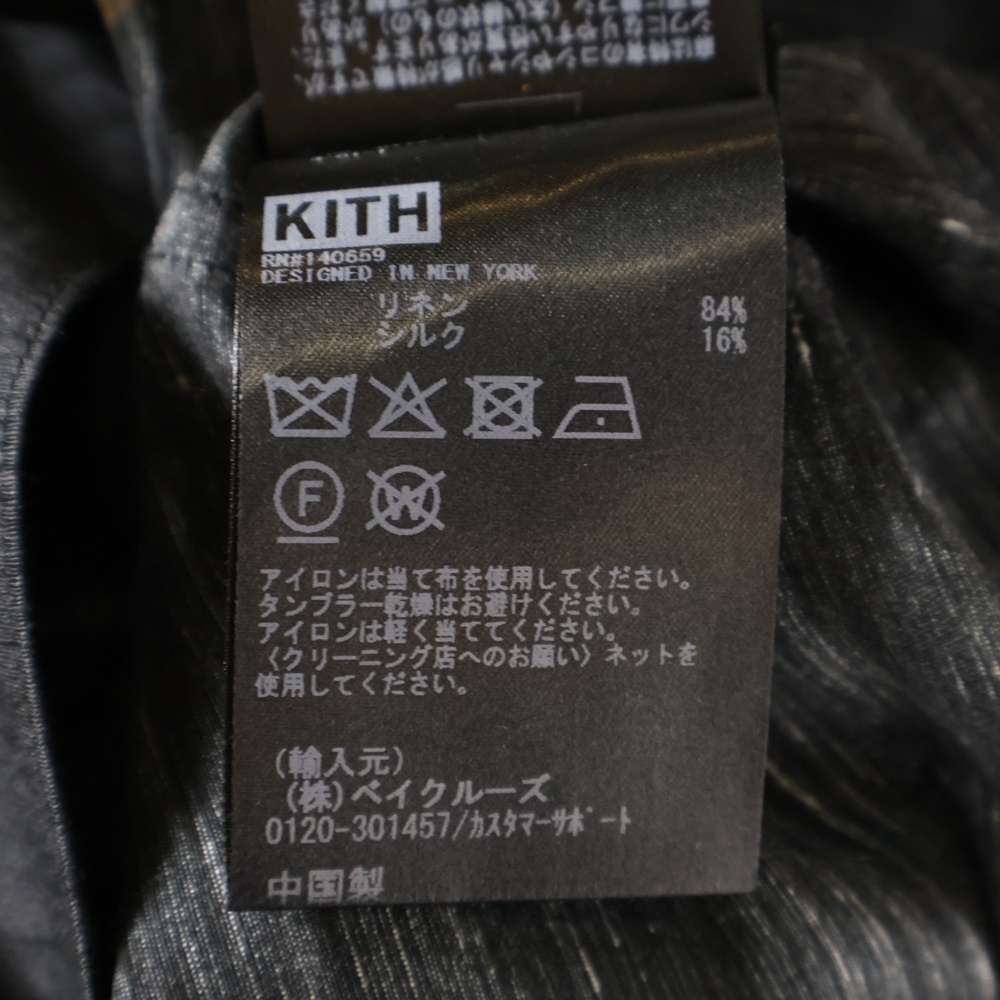 KITH
RN#140659
DESIGNED IN NEW YORK
リネン 84%
シルク 16%
F
W
アイロンは当て布を使用してください。
タンブラー乾燥はお避けください。
アイロンは軽く当ててください。
〈クリーニング店へのお願い〉ネットを
使用してください。
(輸入元)
(株)ベイクルーズ
0120-301457/カスタマーサポート
中国製